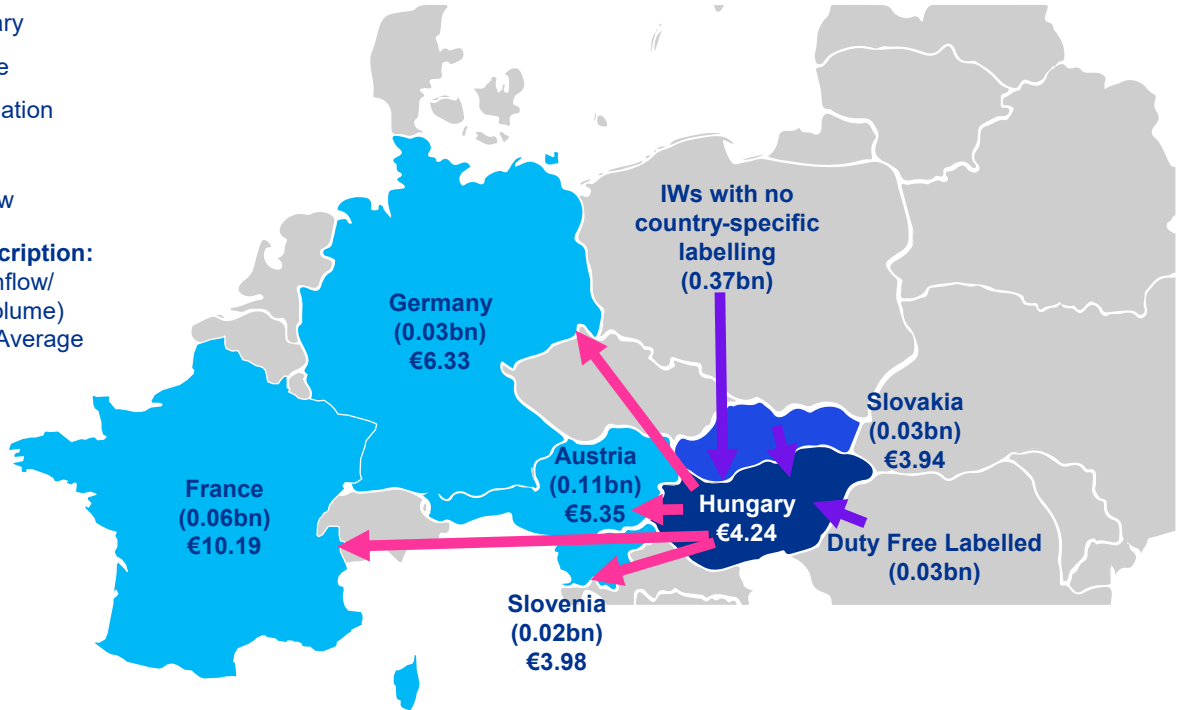 ary
e
ation
w
cription:
nflow/
olume)
Average
IWs with no
country-specific
labelling
(0.37bn)
Germany
(0.03bn)
€6.33
Slovakia
(0.03bn)
€3.94
Austria
(0.11bn)
€5.35
France
(0.06bn)
€10.19
Hungary
€4.24
Duty Free Labelled
(0.03bn)
Slovenia
(0.02bn)
€3.98